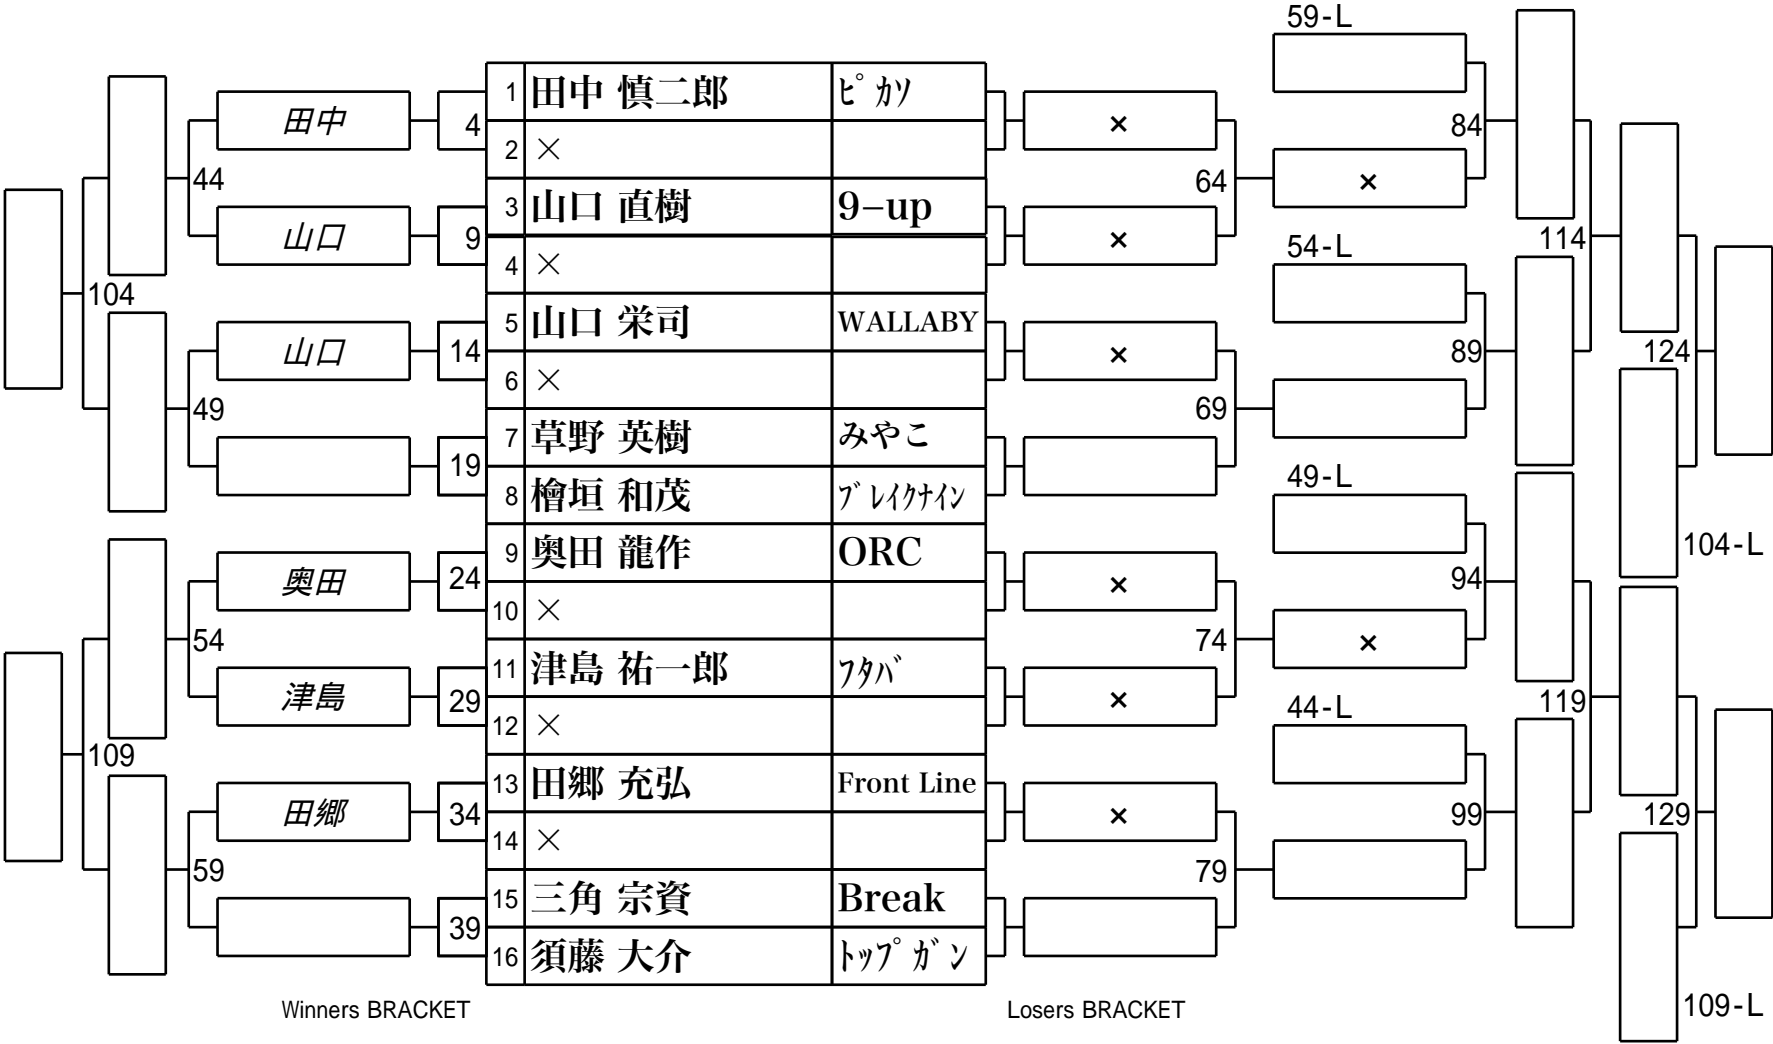 59-L
1 田中 慎二郎 ピカソ
田中 4 × 84
2 ×
44 64 ×
3 山口 直樹 9-up
山口 9 × 114
4 × 54-L
104
5 山口 栄司 WALLABY
山口 14 × 89 124
6 ×
49 69
7 草野 英樹 みやこ
19
49-L
8 檜垣 和茂 ブレイクナイン
9 奥田 龍作 ORC 104-L
奥田 24 × 94
10 ×
54 74 ×
11 津島 祐一郎 フタバ
津島 29 × 119
12 × 44-L
109
13 田郷 充弘 Front Line
田郷 34 × 99 129
14 ×
59 79
15 三角 宗資 Break
39
16 須藤 大介 トップガン
Winners BRACKET Losers BRACKET 109-L